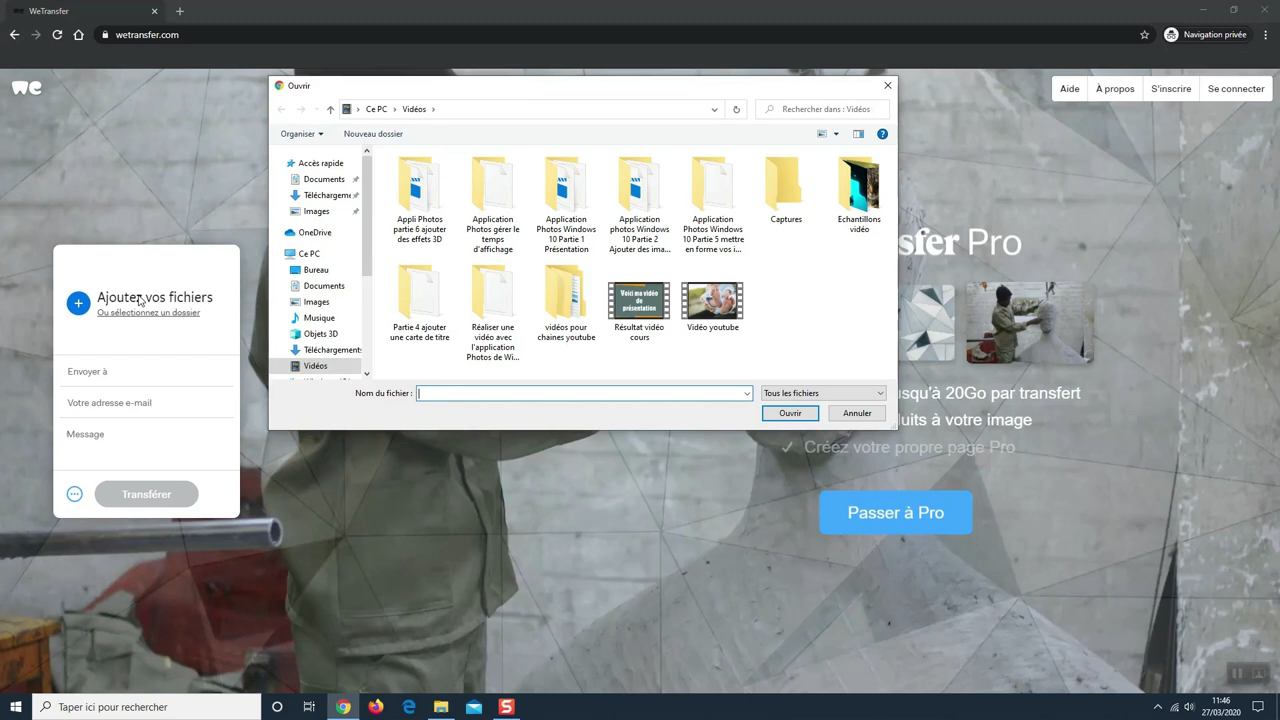 WeTransfer
wetransfer.com
Navigation privée
we
Aide
À propos
S'inscrire
Se connecter
Ouvrir
Ce PC > Vidéos >
Rechercher dans : Vidéos
Organiser
Nouveau dossier
Accès rapide
Documents
Téléchargeme
Images
OneDrive
Ce PC
Bureau
Documents
Images
Musique
Objets 3D
Téléchargements
Vidéos
Appli Photos
partie 6 ajouter
des effets 3D
Application
Photos gérer le
temps
d'affichage
Application
Photos Windows
10 Partie 1
Présentation
Application
photos Windows
10 Partie 2
Ajouter des ima...
Application
Photos Windows
10 Partie 5 mettre
en forme vos i...
Captures
Echantillons
vidéo
Partie 4 ajouter
une carte de titre
Réaliser une
vidéo avec
l'application
Photos de Wi...
vidéos pour
chaines youtube
Voici ma
vidéo de
présentation
Résultat vidéo
cours
Vidéo youtube
Nom du fichier :
Tous les fichiers
Ouvrir
Annuler
Ajoutez vos fichiers
Ou sélectionnez un dossier
Envoyer à
Votre adresse e-mail
Message
Transférer
sfer Pro
usqu'à 20Go par transfert
luits à votre image
Créez votre propre page Pro
Passer à Pro
Taper ici pour rechercher
11:46
27/03/2020